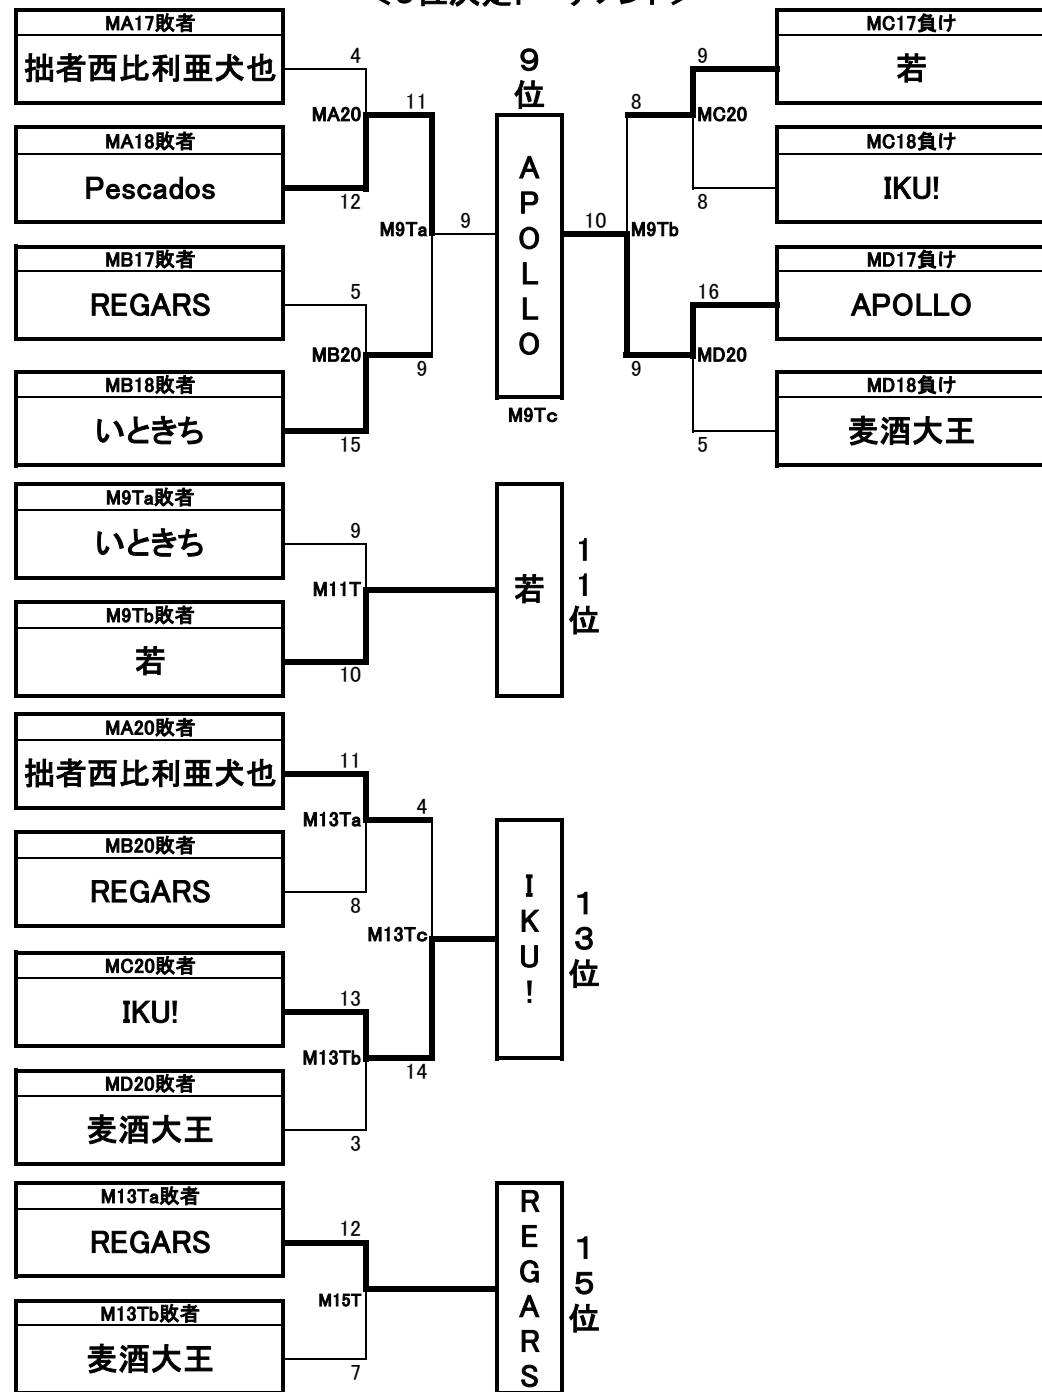 MA17敗者
拙者西比利亜犬也
MA18敗者
Pescados
MB17敗者
REGARS
MB18敗者
いときち
4
MA20
12
11
5
MB20
15
9
M9Ta
9
9位
APOLLO
M9Tc
10
M9Tb
8
9
9
MC20
8
16
MD20
5
MC17負け
若
MC18負け
IKU!
MD17負け
APOLLO
MD18負け
麦酒大王
M9Ta敗者
いときち
M9Tb敗者
若
9
M11T
10
若
11位
MA20敗者
拙者西比利亜犬也
MB20敗者
REGARS
MC20敗者
IKU!
MD20敗者
麦酒大王
11
M13Ta
8
4
M13Tc
13
M13Tb
3
14
IKU!
13位
M13Ta敗者
REGARS
M13Tb敗者
麦酒大王
12
M15T
7
REGARS
15位